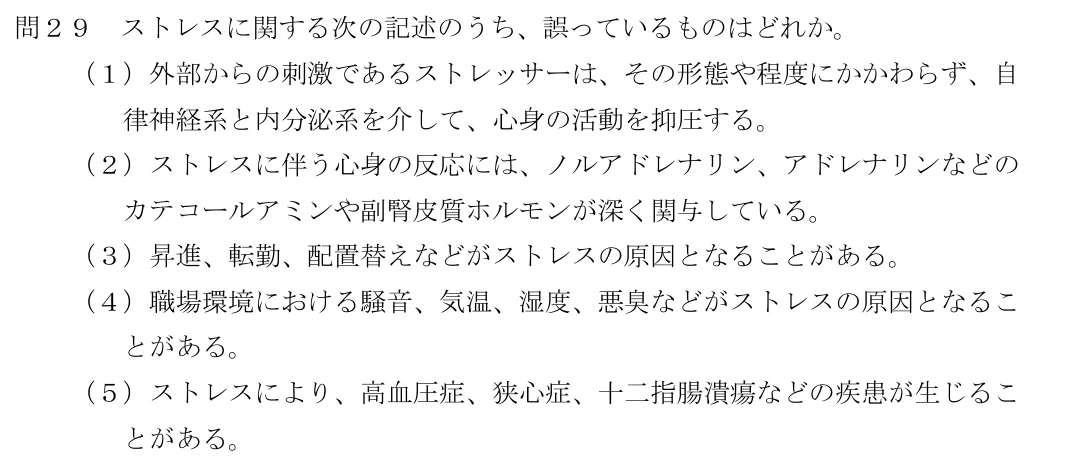 問２９　ストレスに関する次の記述のうち、誤っているものはどれか。
（１）外部からの刺激であるストレッサーは、その形態や程度にかかわらず、自
律神経系と内分泌系を介して、心身の活動を抑圧する。
（２）ストレスに伴う心身の反応には、ノルアドレナリン、アドレナリンなどの
カテコールアミンや副腎皮質ホルモンが深く関与している。
（３）昇進、転勤、配置替えなどがストレスの原因となることがある。
（４）職場環境における騒音、気温、湿度、悪臭などがストレスの原因となるこ
とがある。
（５）ストレスにより、高血圧症、狭心症、十二指腸潰瘍などの疾患が生じるこ
とがある。